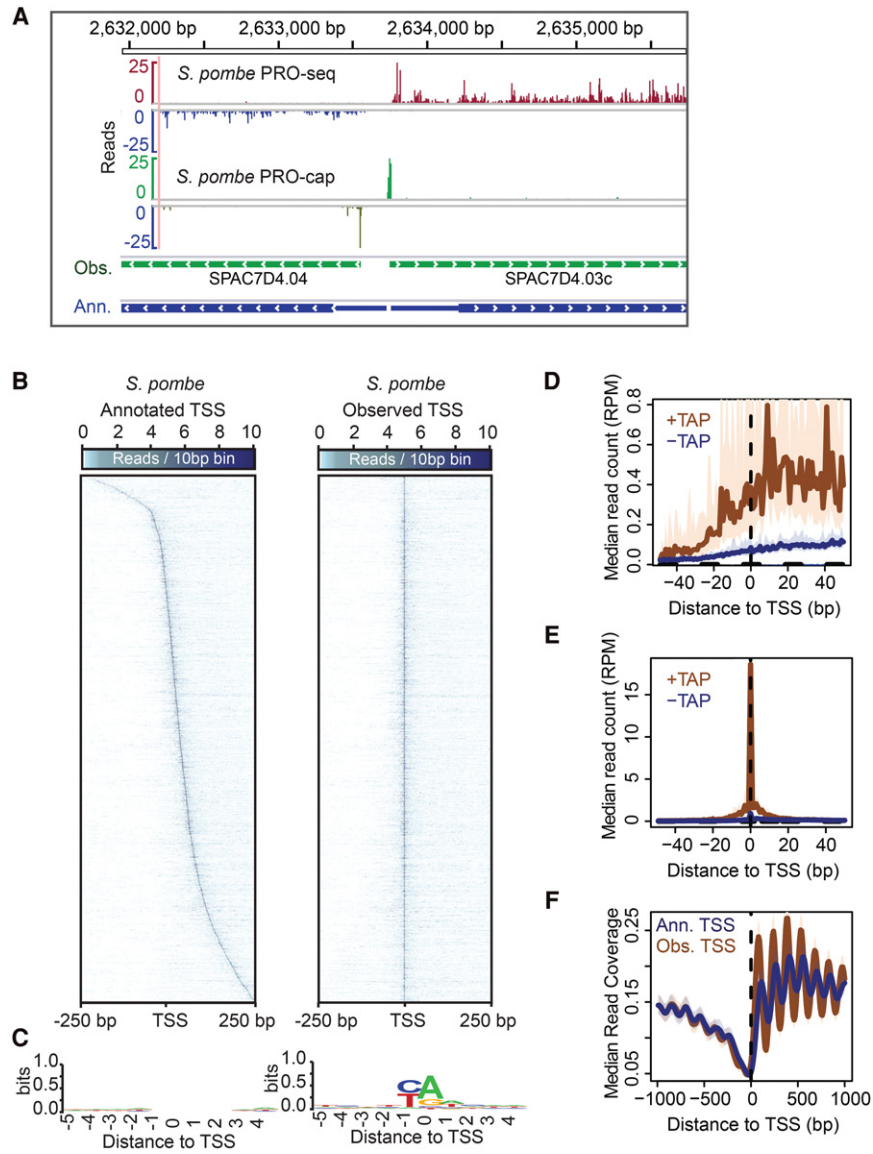 A
2,632,000 bp 2,633,000 bp 2,634,000 bp 2,635,000 bp
25
0
S. pombe PRO-seq
0
-25
Reads
25
0
S. pombe PRO-cap
0
-25
Obs.
SPAC7D4.04 SPAC7D4.03c
Ann.
B
S. pombe
Annotated TSS
0 2 4 6 8 10
Reads / 10bp bin
-250 bp TSS 250 bp
S. pombe
Observed TSS
0 2 4 6 8 10
Reads / 10bp bin
-250 bp TSS 250 bp
C
bits
1.0
0.5
0.0
-5 -4 -3 -2 -1 0 1 2 3 4
Distance to TSS
bits
1.0
0.5
0.0
C A
T G A
-5 -4 -3 -2 -1 0 1 2 3 4
Distance to TSS
D
Median read count (RPM)
0.8
0.6
0.4
0.2
0.0
+TAP
−TAP
−40 −20 0 20 40
Distance to TSS (bp)
E
Median read count (RPM)
15
10
5
0
+TAP
−TAP
−40 −20 0 20 40
Distance to TSS (bp)
F
Median Read Coverage
0.25
0.15
0.05
Ann. TSS
Obs. TSS
−1000 −500 0 500 1000
Distance to TSS (bp)